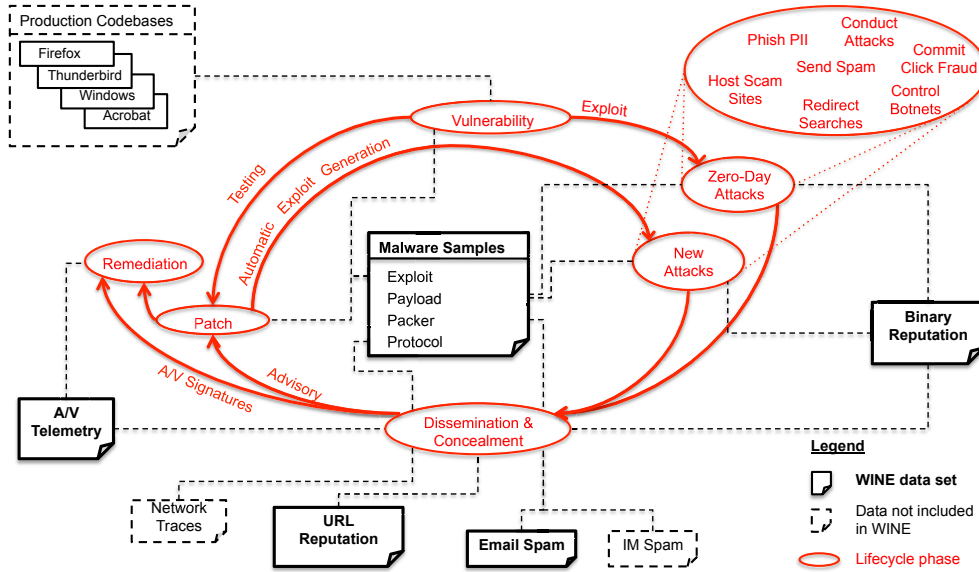 Production Codebases
Firefox
Thunderbird
Windows
Acrobat
Phish PII
Conduct
Attacks
Commit
Click Fraud
Send Spam
Host Scam
Sites
Control
Botnets
Redirect
Searches
Vulnerability
Exploit
Testing
Automatic Exploit Generation
Zero-Day
Attacks
New
Attacks
Remediation
Patch
Malware Samples
Exploit
Payload
Packer
Protocol
Binary
Reputation
A/V Signatures
Advisory
A/V
Telemetry
Dissemination &
Concealment
Network
Traces
URL
Reputation
Email Spam
IM Spam
Legend
WINE data set
Data not included
in WINE
Lifecycle phase